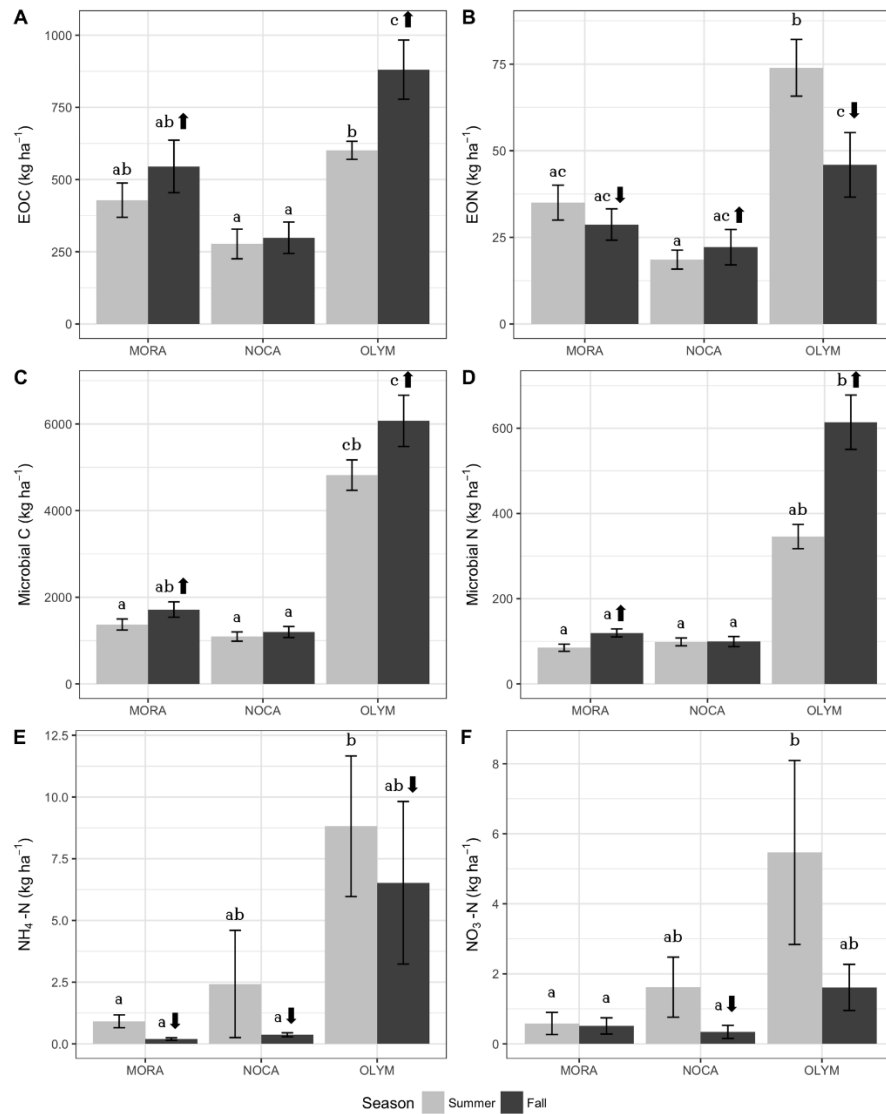 A
EOC (kg ha⁻¹)
1000
750
500
250
0
ab
ab
a
a
b
c
MORA
NOCA
OLYM
B
EON (kg ha⁻¹)
75
50
25
0
ac
ac
a
ac
b
c
MORA
NOCA
OLYM
C
Microbial C (kg ha⁻¹)
6000
4000
2000
0
a
ab
a
a
cb
c
MORA
NOCA
OLYM
D
Microbial N (kg ha⁻¹)
600
400
200
0
a
a
a
a
ab
b
MORA
NOCA
OLYM
E
NH₄ -N (kg ha⁻¹)
12.5
10.0
7.5
5.0
2.5
0.0
a
a
ab
a
b
ab
MORA
NOCA
OLYM
F
NO₃ -N (kg ha⁻¹)
8
6
4
2
0
a
a
ab
a
b
ab
MORA
NOCA
OLYM
Season Summer Fall